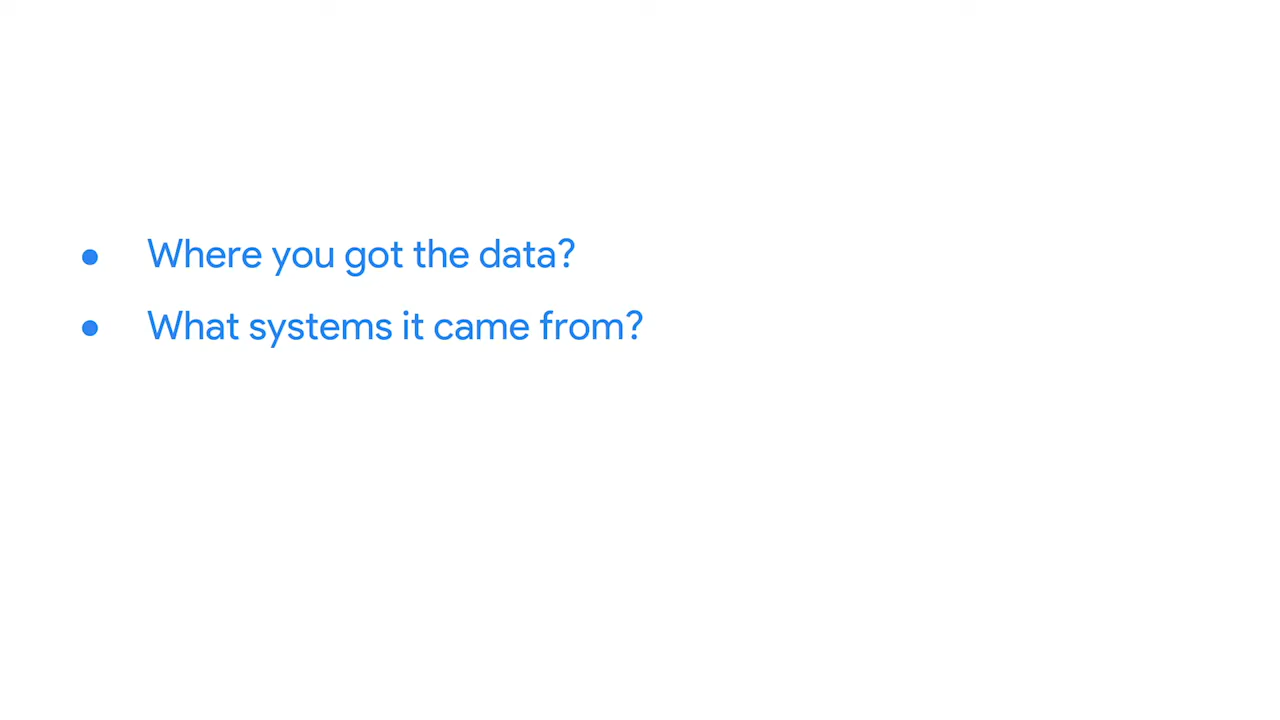 ● Where you got the data?
● What systems it came from?